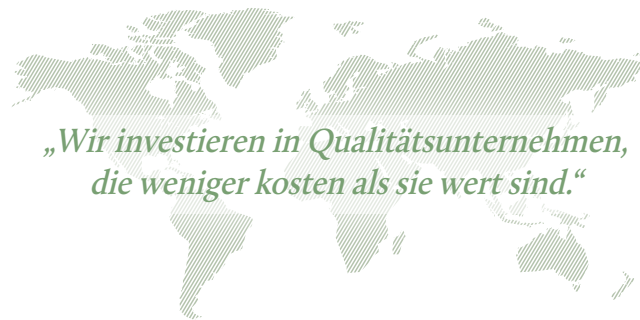 „Wir investieren in Qualitätsunternehmen,
die weniger kosten als sie wert sind.“